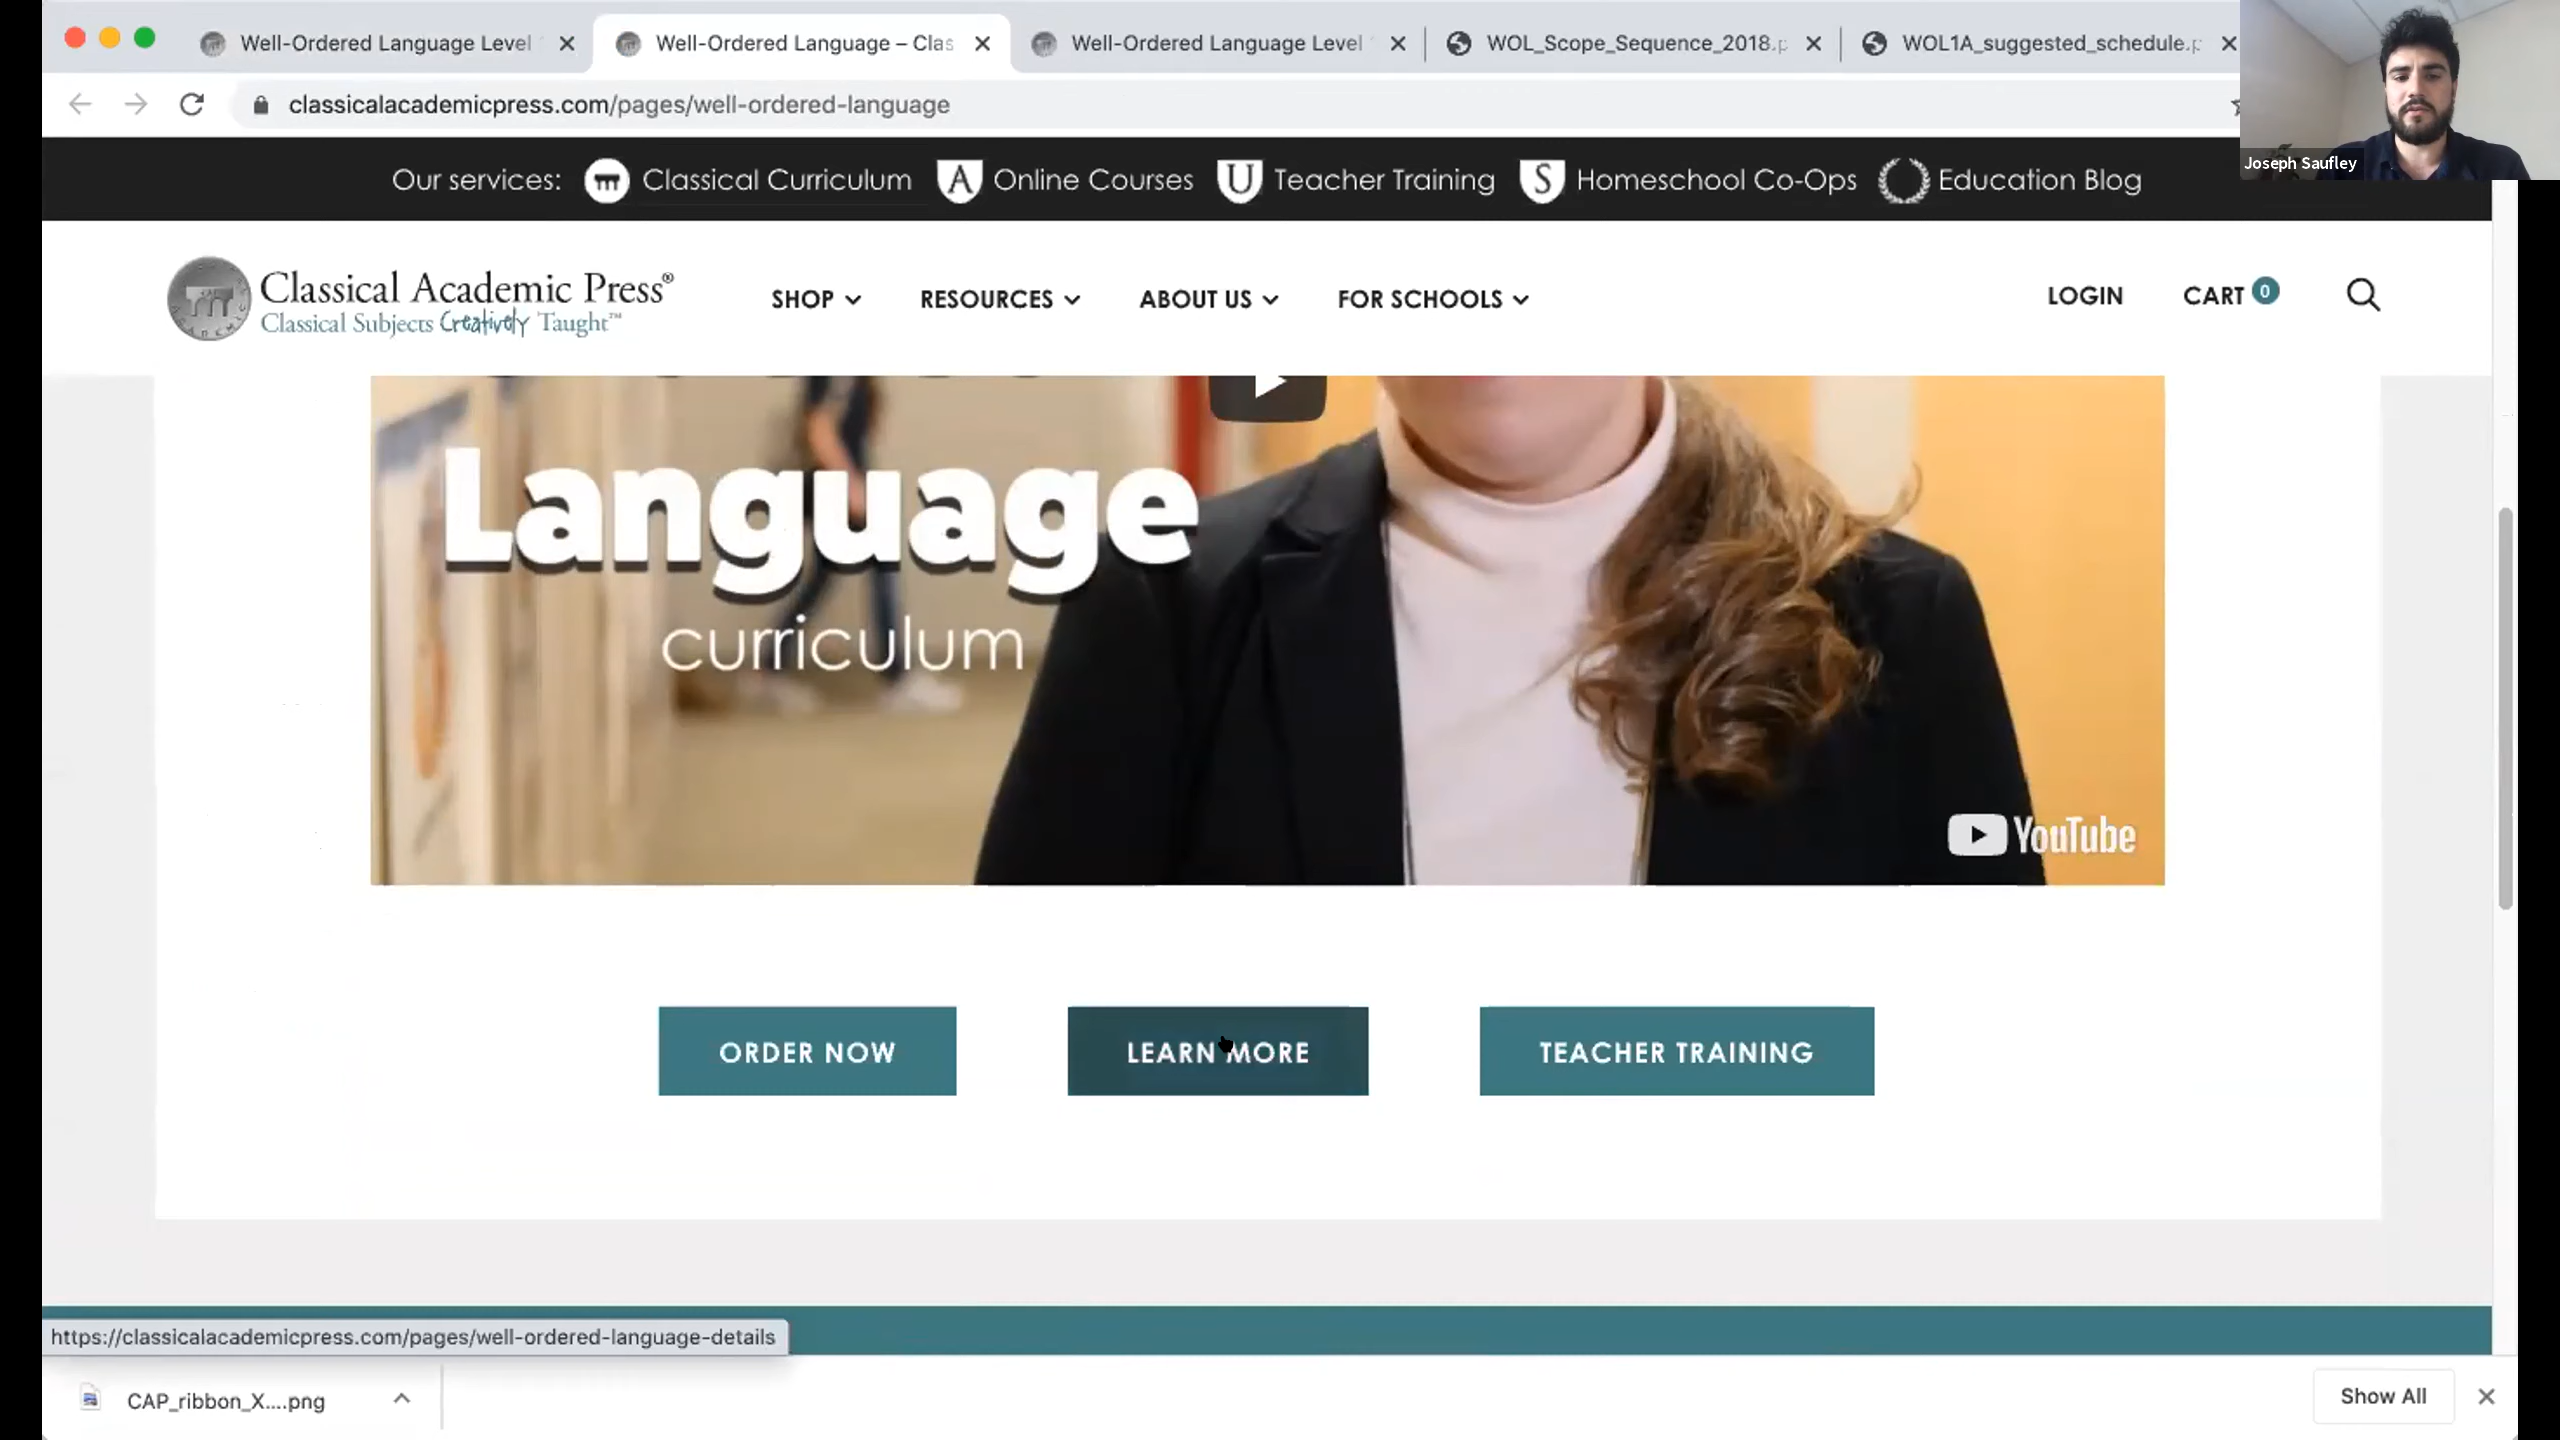 Well-Ordered Language Level
Well-Ordered Language – Clas
Well-Ordered Language Level
WOL_Scope_Sequence_2018.p
WOL1A_suggested_schedule.p
classicalacademicpress.com/pages/well-ordered-language
Joseph Saufley
Our services:
Classical Curriculum
A
Online Courses
U
Teacher Training
S
Homeschool Co-Ops
Education Blog
Classical Academic Press®
Classical Subjects Creatively Taught™
SHOP
RESOURCES
ABOUT US
FOR SCHOOLS
LOGIN
CART 0
Language
curriculum
YouTube
ORDER NOW
LEARN MORE
TEACHER TRAINING
https://classicalacademicpress.com/pages/well-ordered-language-details
CAP_ribbon_X....png
Show All